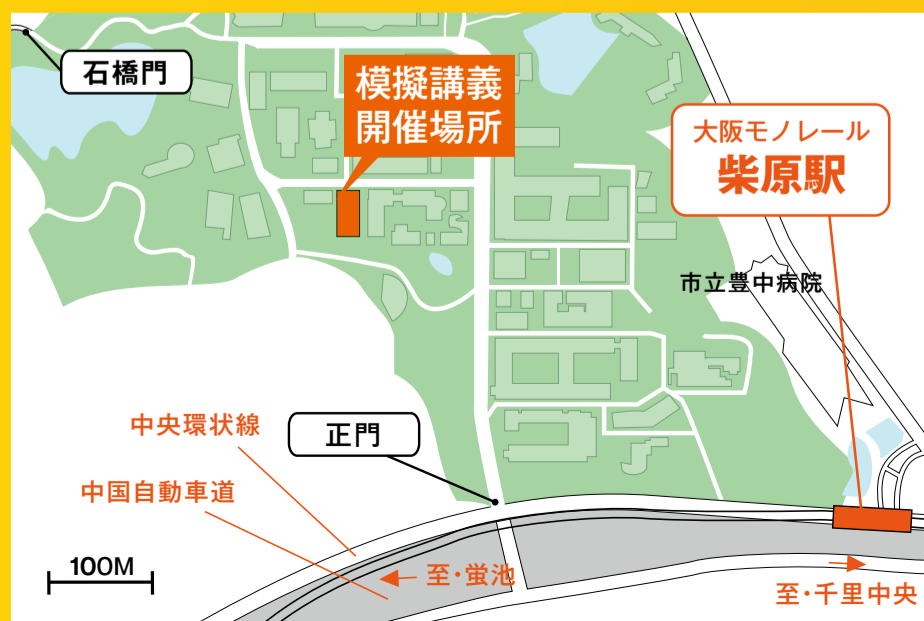 石橋門
模擬講義
開催場所
大阪モノレール
柴原駅
市立豊中病院
中央環状線
正門
中国自動車道
100M
至・蛍池
至・千里中央